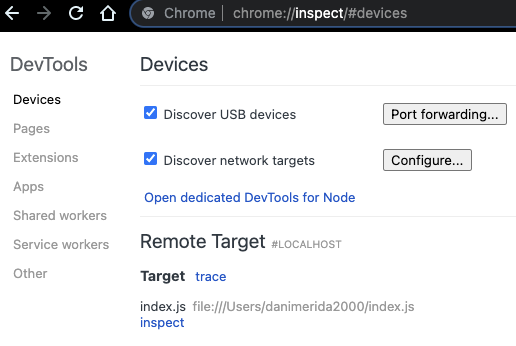 Chrome | chrome://inspect/#devices
DevTools
Devices
Pages
Extensions
Apps
Shared workers
Service workers
Other
Devices
Discover USB devices
Port forwarding...
Discover network targets
Configure...
Open dedicated DevTools for Node
Remote Target #LOCALHOST
Target trace
index.js file:///Users/danimerida2000/index.js
inspect